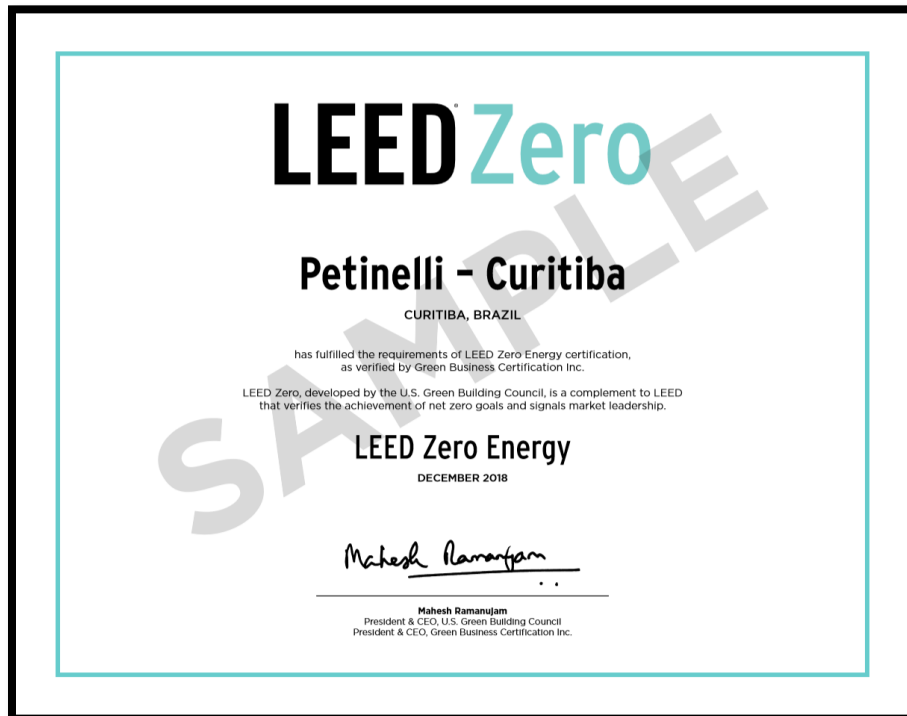 LEED® Zero
Petinelli – Curitiba
CURITIBA, BRAZIL
has fulfilled the requirements of LEED Zero Energy certification,
as verified by Green Business Certification Inc.
LEED Zero, developed by the U.S. Green Building Council, is a complement to LEED
that verifies the achievement of net zero goals and signals market leadership.
SAMPLE
LEED Zero Energy
DECEMBER 2018
Mahesh Ramanujam
Mahesh Ramanujam
President & CEO, U.S. Green Building Council
President & CEO, Green Business Certification Inc.